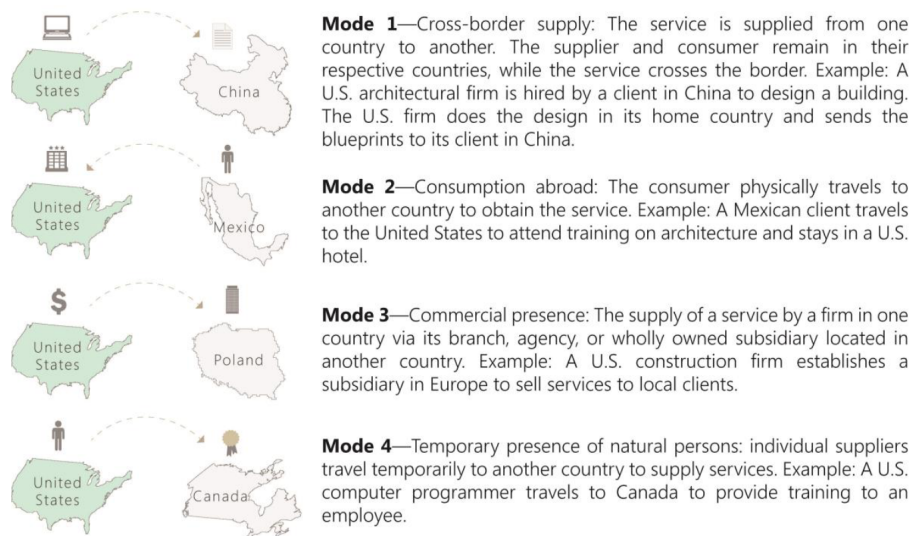 United
States
China
Mode 1—Cross-border supply: The service is supplied from one
country to another. The supplier and consumer remain in their
respective countries, while the service crosses the border. Example: A
U.S. architectural firm is hired by a client in China to design a building.
The U.S. firm does the design in its home country and sends the
blueprints to its client in China.
United
States
Mexico
Mode 2—Consumption abroad: The consumer physically travels to
another country to obtain the service. Example: A Mexican client travels
to the United States to attend training on architecture and stays in a U.S.
hotel.
$
United
States
Poland
Mode 3—Commercial presence: The supply of a service by a firm in one
country via its branch, agency, or wholly owned subsidiary located in
another country. Example: A U.S. construction firm establishes a
subsidiary in Europe to sell services to local clients.
United
States
Canada
Mode 4—Temporary presence of natural persons: individual suppliers
travel temporarily to another country to supply services. Example: A U.S.
computer programmer travels to Canada to provide training to an
employee.